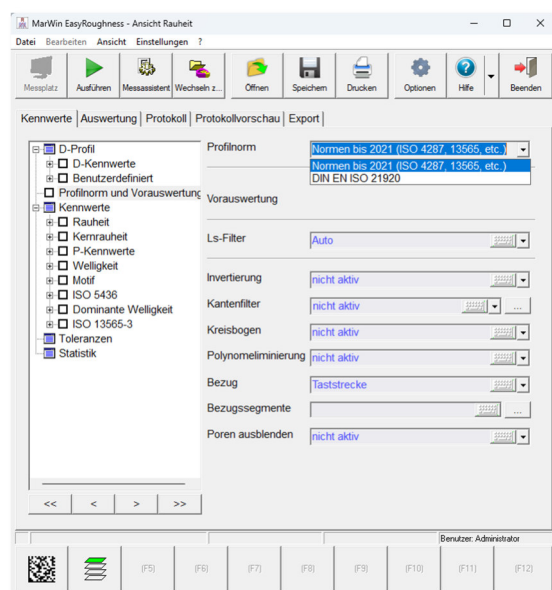 MarWin EasyRoughness - Ansicht Rauheit
Datei Bearbeiten Ansicht Einstellungen ?
Messplatz Ausführen Messassistent Wechseln z... Öffnen Speichern Drucken Optionen Hilfe Beenden
Kennwerte Auswertung Protokoll Protokollvorschau Export
D-Profil
D-Kennwerte
Benutzerdefiniert
Profilnorm und Vorauswertung
Kennwerte
Rauheit
Kernrauheit
P-Kennwerte
Welligkeit
Motif
ISO 5436
Dominante Welligkeit
ISO 13565-3
Toleranzen
Statistik
<< < > >>
Profilnorm Normen bis 2021 (ISO 4287, 13565, etc.)
Normen bis 2021 (ISO 4287, 13565, etc.)
DIN EN ISO 21920
Vorauswertung
Ls-Filter Auto
Invertierung nicht aktiv
Kantenfilter nicht aktiv ...
Kreisbogen nicht aktiv
Polynomeliminierung nicht aktiv
Bezug Taststrecke
Bezugssegmente ...
Poren ausblenden nicht aktiv
Benutzer: Administrator
(F5) (F6) (F7) (F8) (F9) (F10) (F11) (F12)